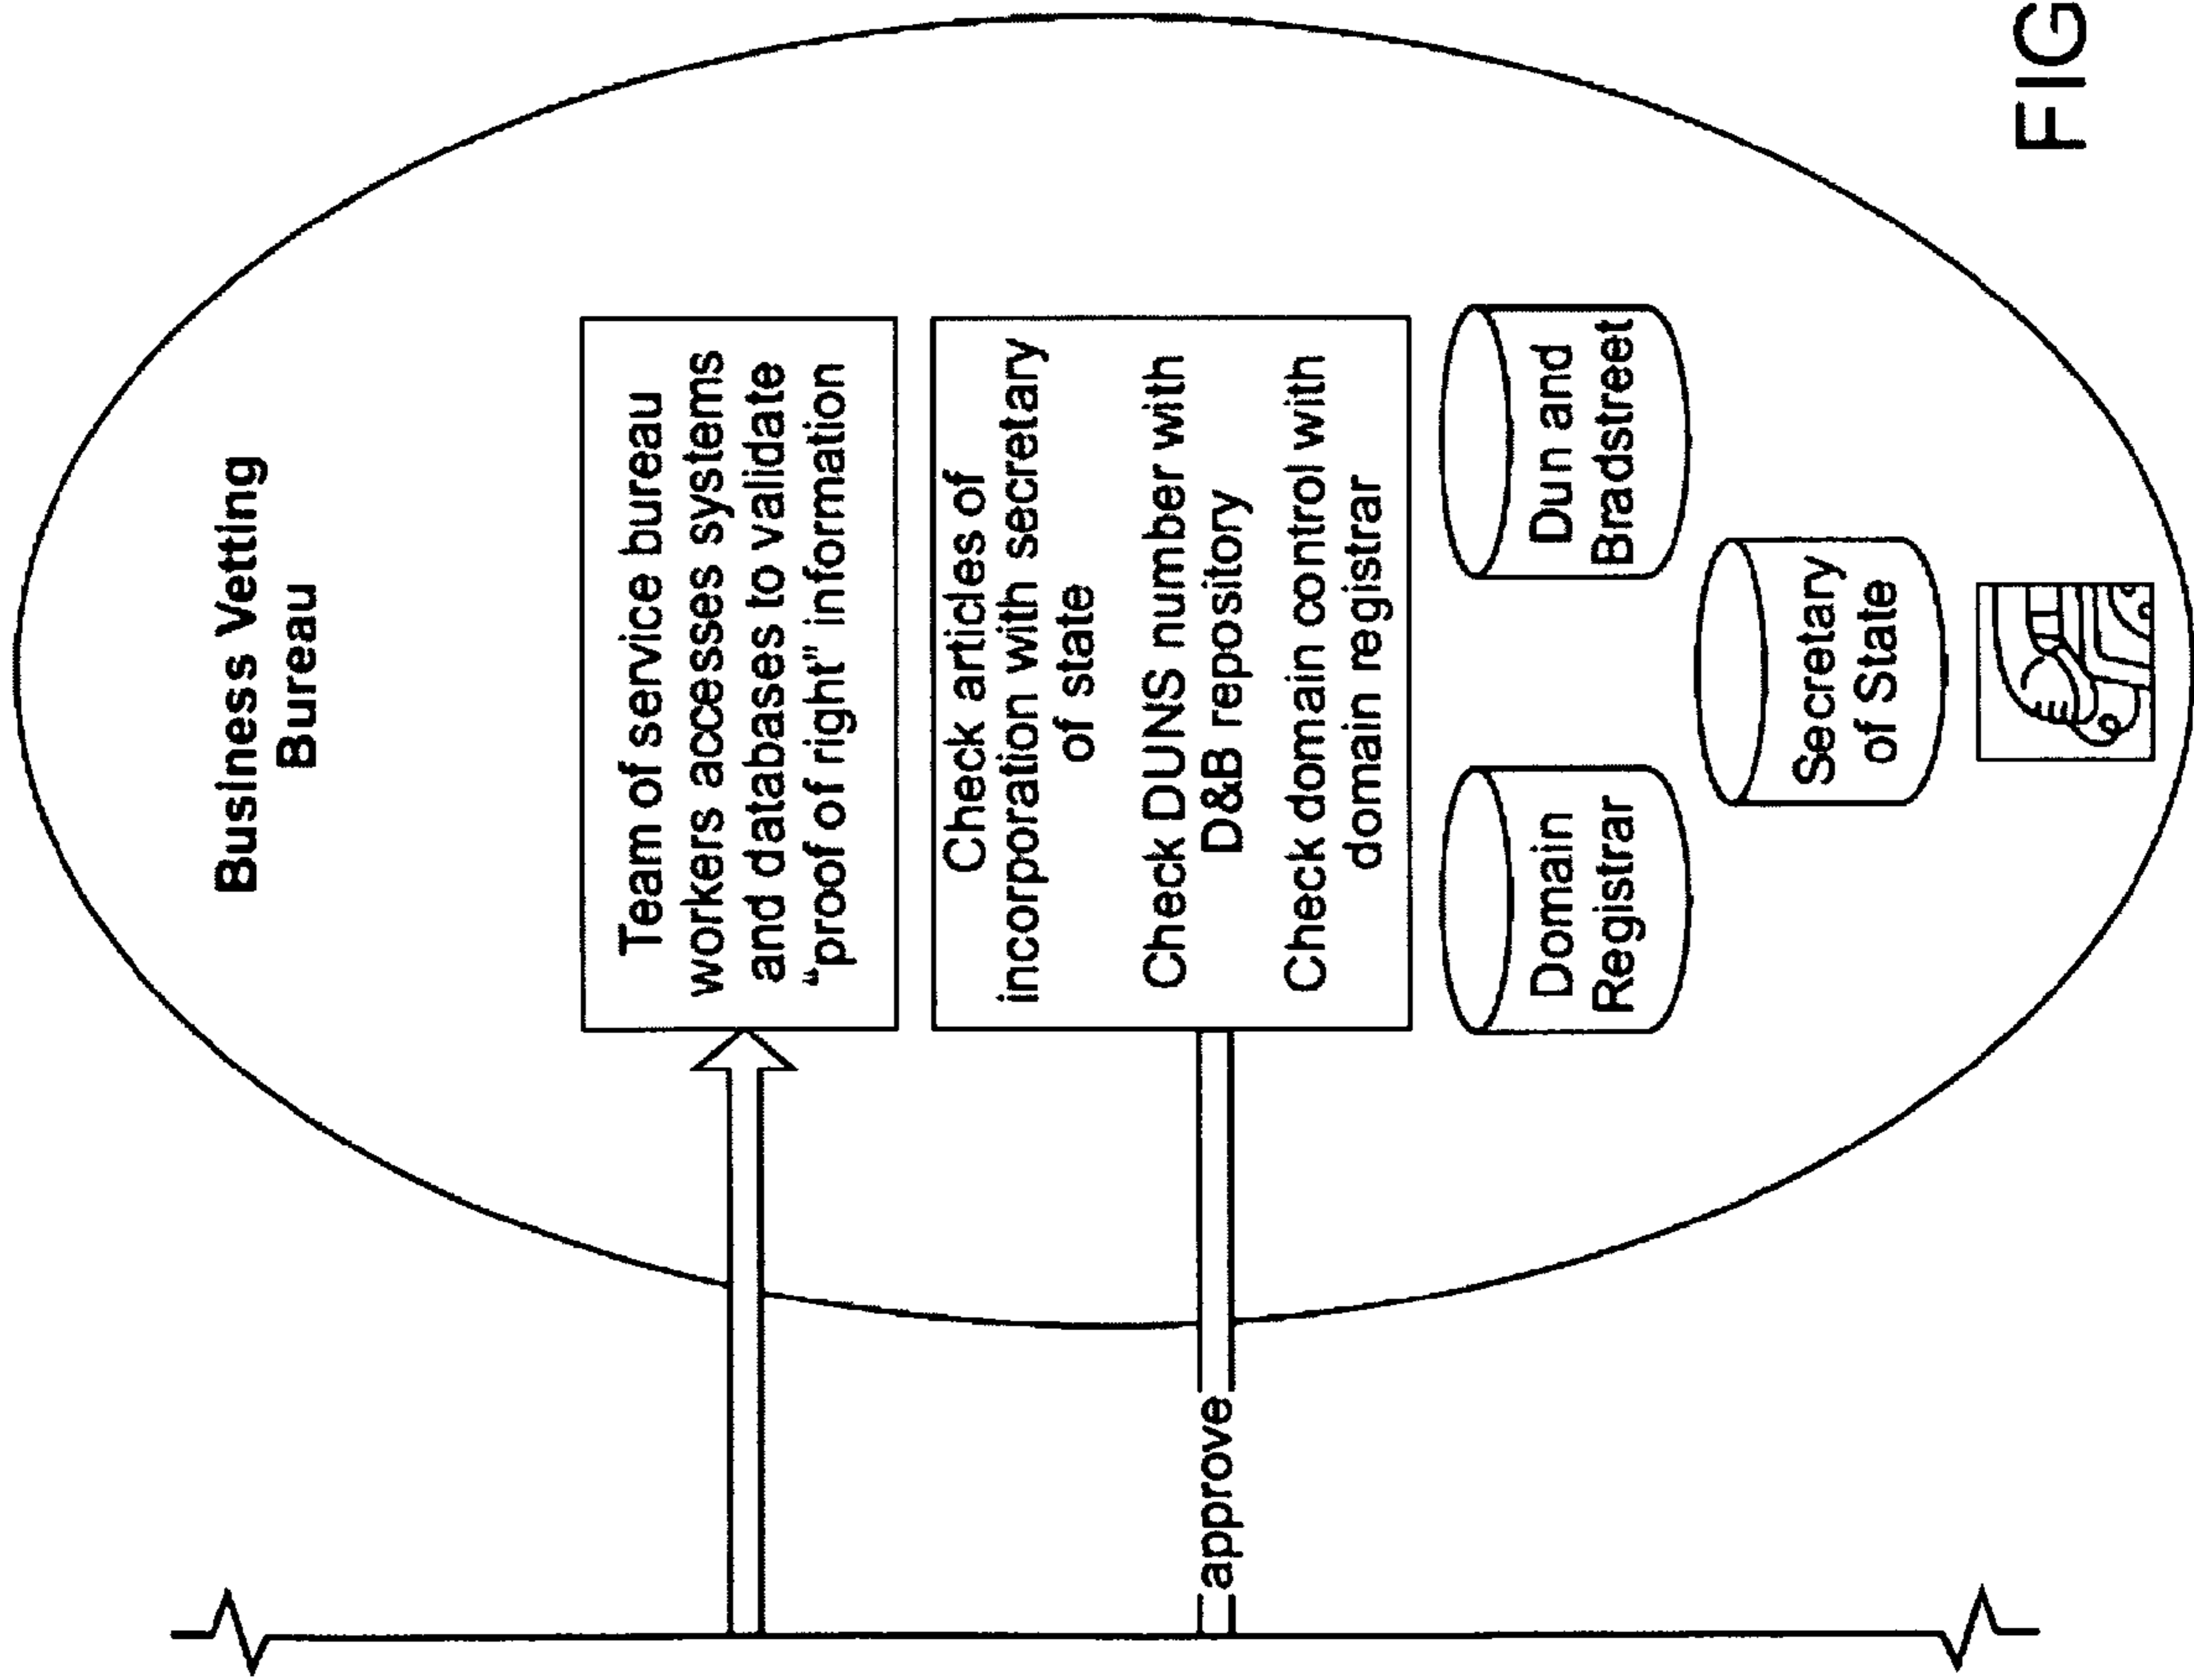 Business Vetting
Bureau
Team of service bureau
workers accesses systems
and databases to validate
“proof of right” information
Check articles of
incorporation with secretary
of state
Check DUNS number with
D&B repository
Check domain control with
domain registrar
approve
Domain
Registrar
Dun and
Bradstreet
Secretary
of State
FIG